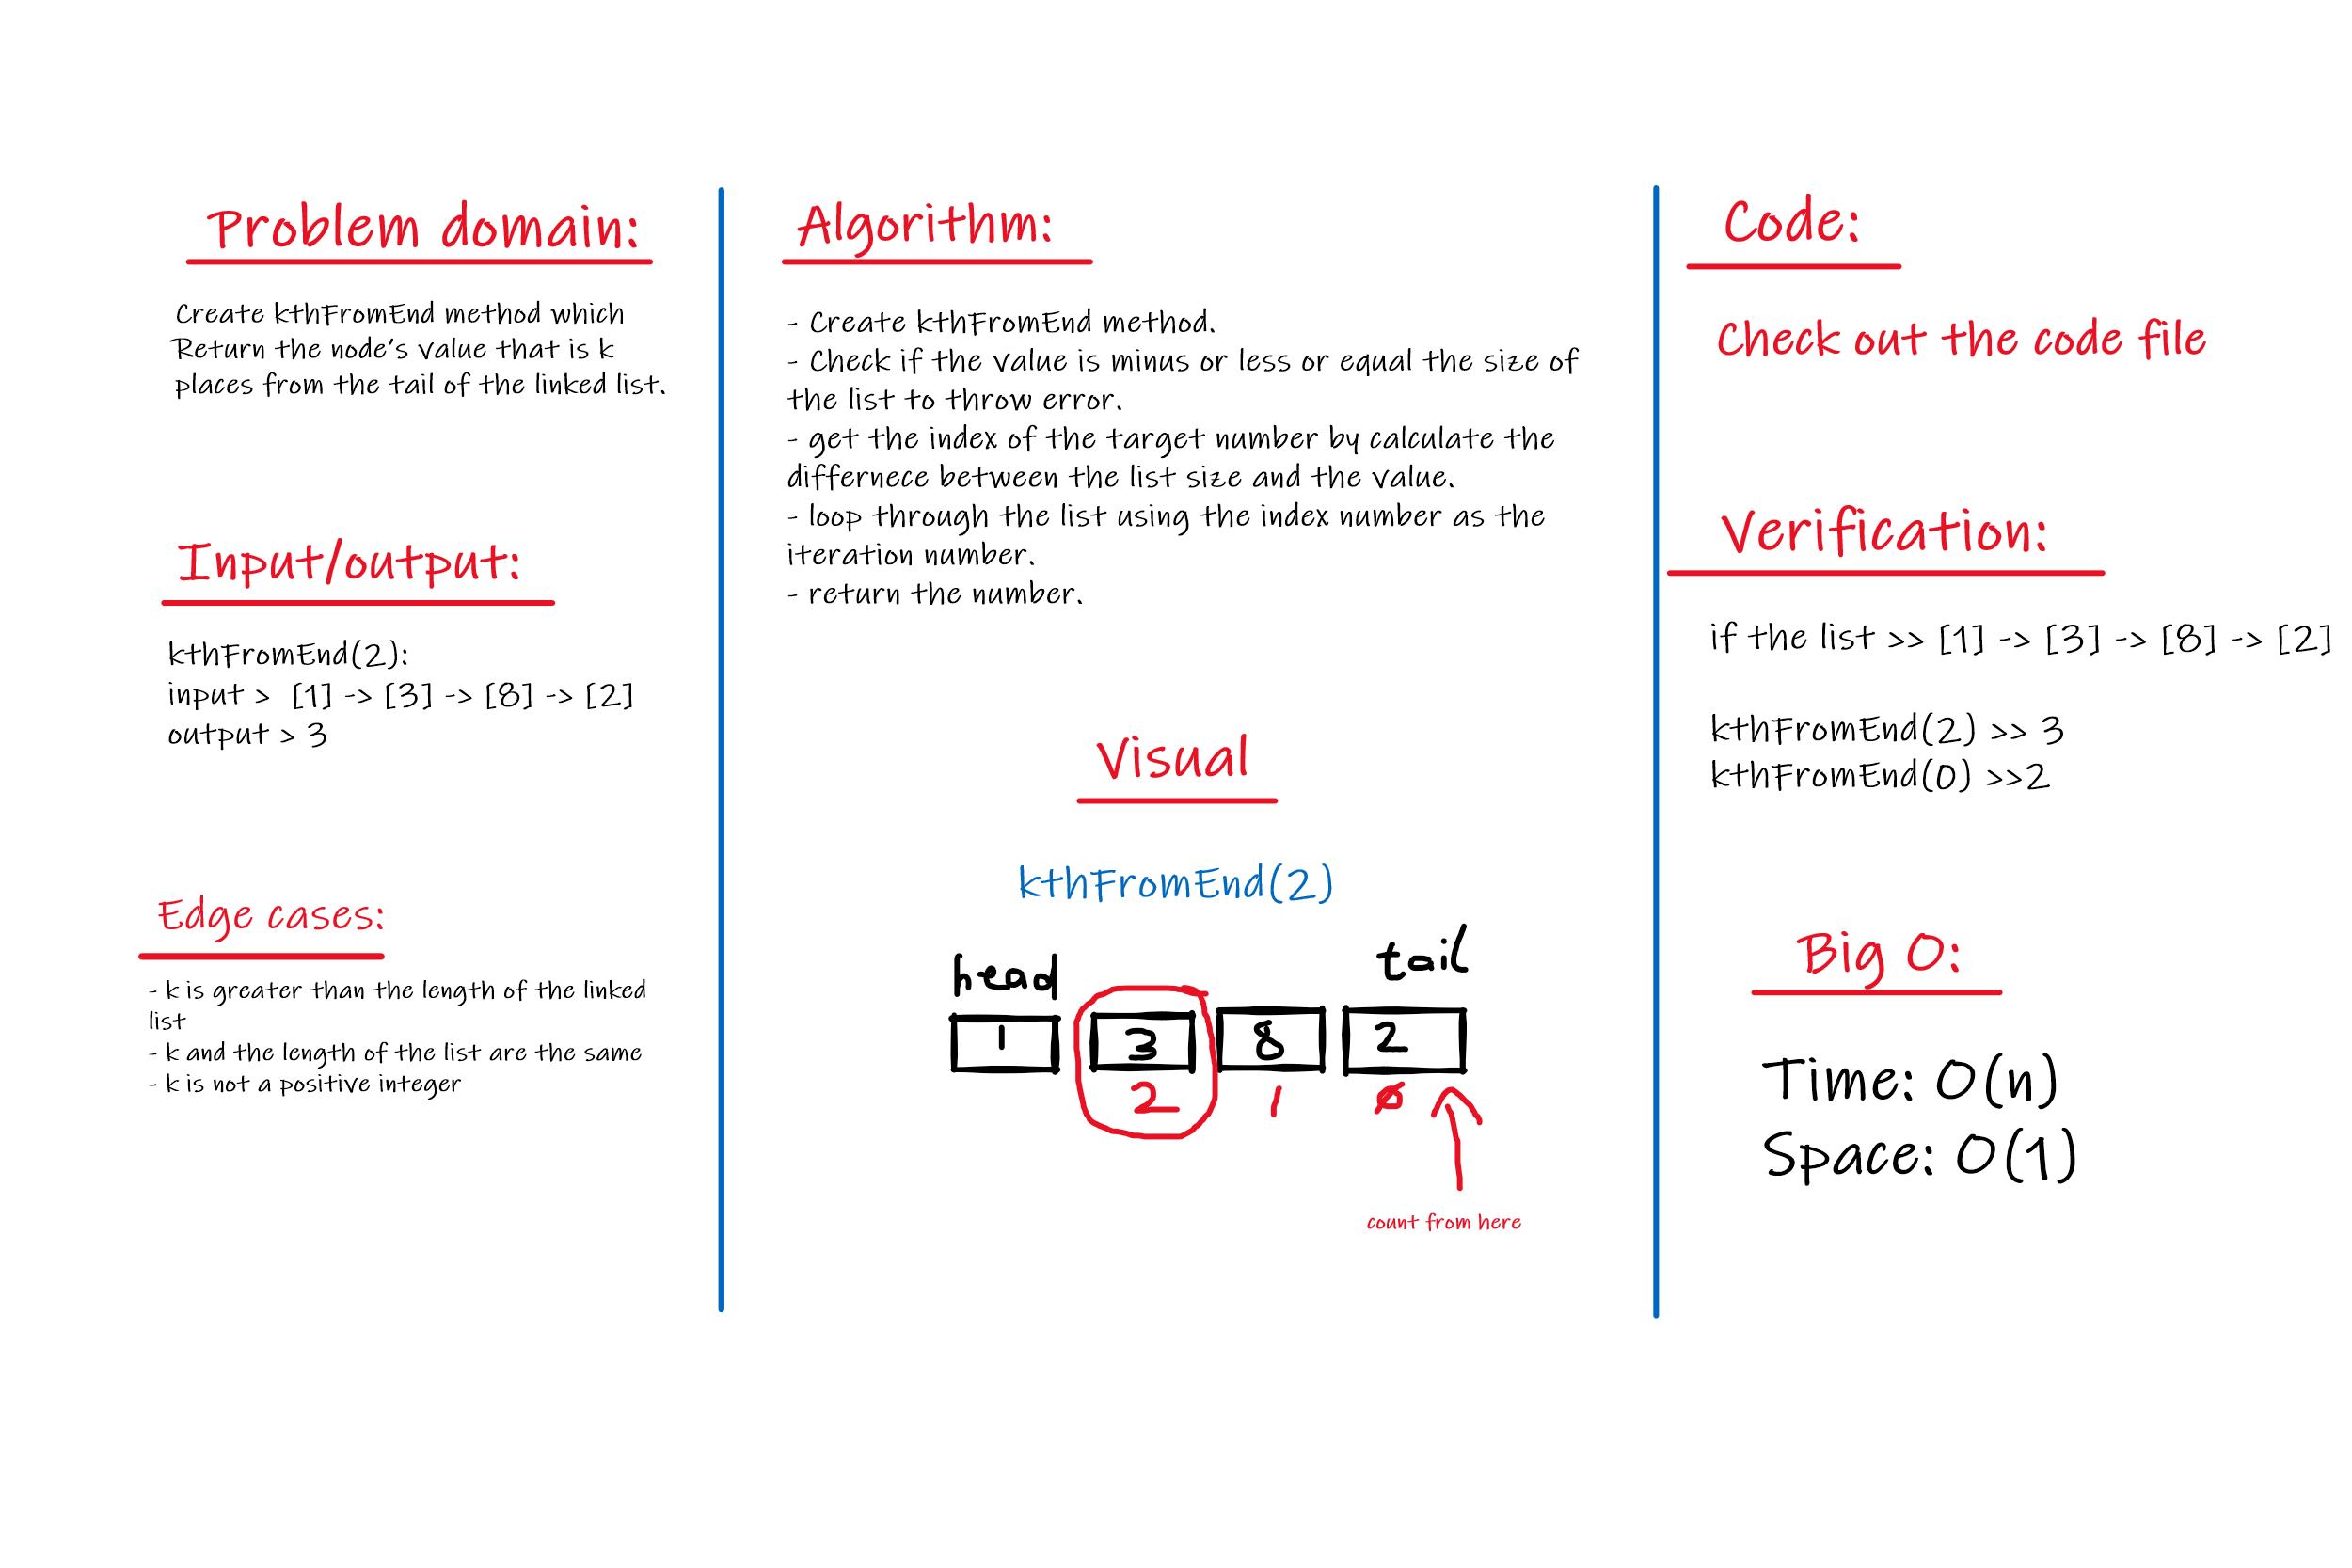 Problem domain:
Create kthFromEnd method which
Return the node's value that is k
places from the tail of the linked list.
Input/output:
kthFromEnd(2):
input > [1] -> [3] -> [8] -> [2]
output > 3
Edge cases:
- k is greater than the length of the linked
list
- k and the length of the list are the same
- k is not a positive integer
Algorithm:
- Create kthFromEnd method.
- Check if the value is minus or less or equal the size of
the list to throw error.
- get the index of the target number by calculate the
differnece between the list size and the value.
- loop through the list using the index number as the
iteration number.
- return the number.
Visual
kthFromEnd(2)
head tail
1 3 8 2
2 1 0
count from here
Code:
Check out the code file
Verification:
if the list >> [1] -> [3] -> [8] -> [2]
kthFromEnd(2) >> 3
kthFromEnd(0) >>2
Big O:
Time: O(n)
Space: O(1)